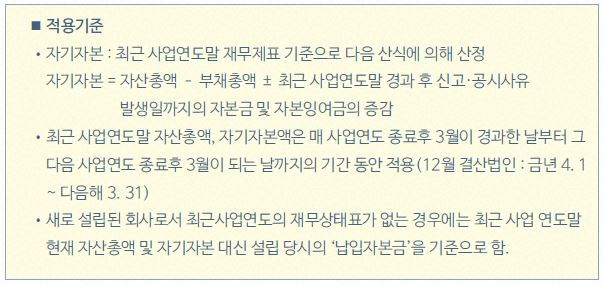 ■ 적용기준
• 자기자본 : 최근 사업연도말 재무제표 기준으로 다음 산식에 의해 산정
자기자본 = 자산총액 - 부채총액 ± 최근 사업연도말 경과 후 신고·공시사유
발생일까지의 자본금 및 자본잉여금의 증감
• 최근 사업연도말 자산총액, 자기자본액은 매 사업연도 종료후 3월이 경과한 날부터 그
다음 사업연도 종료후 3월이 되는 날까지의 기간 동안 적용(12월 결산법인 : 금년 4. 1
~ 다음해 3. 31)
• 새로 설립된 회사로서 최근사업연도의 재무상태표가 없는 경우에는 최근 사업 연도말
현재 자산총액 및 자기자본 대신 설립 당시의 '납입자본금'을 기준으로 함.